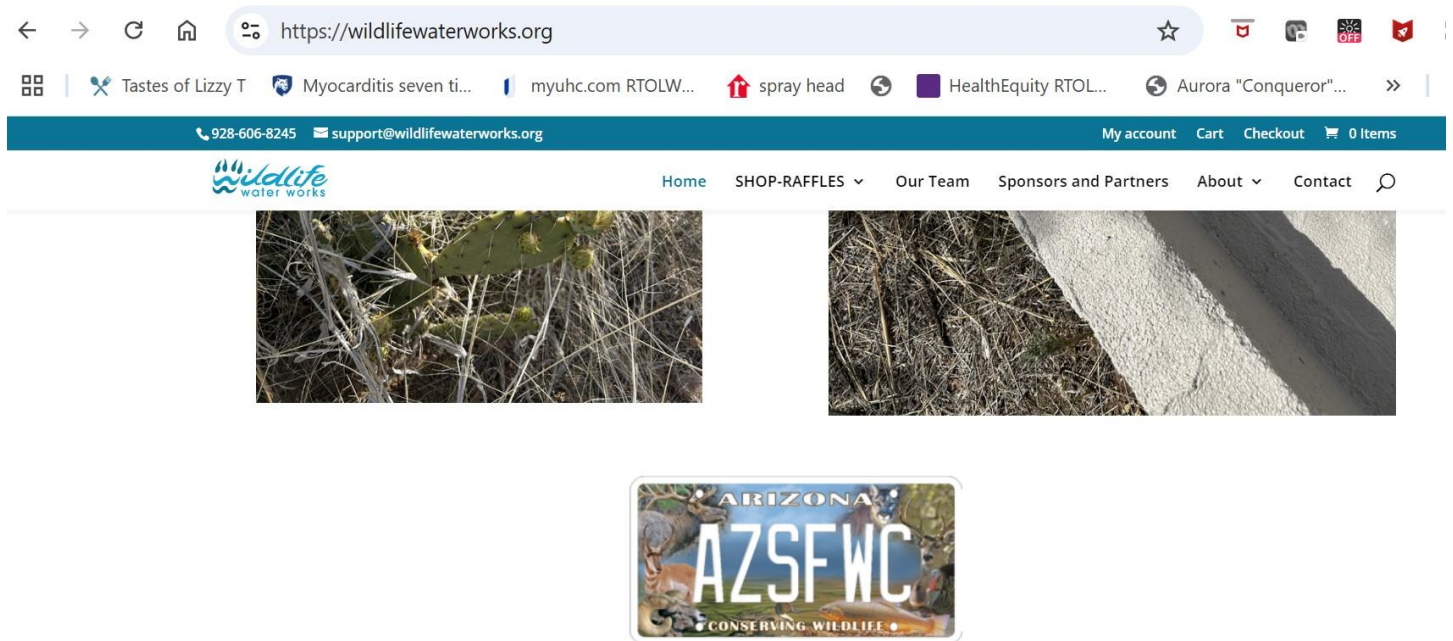 https://wildlifewaterworks.org
Tastes of Lizzy T Myocarditis seven ti... myuhc.com RTOLW... spray head HealthEquity RTOL... Aurora "Conqueror"... »
928-606-8245 support@wildlifewaterworks.org My account Cart Checkout 0 Items
wildlife
water works
Home SHOP-RAFFLES Our Team Sponsors and Partners About Contact
OFF
ARIZONA
AZSFWC
CONSERVING WILDLIFE